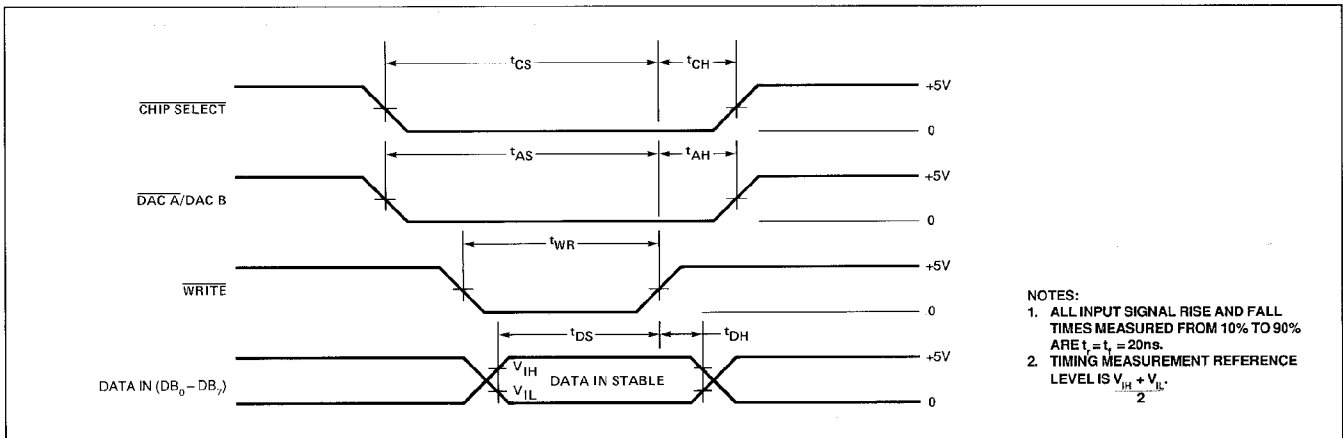 tCS
tCH
+5V
CHIP SELECT
0
tAS
tAH
+5V
DAC A/DAC B
0
tWR
+5V
WRITE
0
tDS
tDH
+5V
VIH
DATA IN STABLE
DATA IN (DB0 – DB7)
VIL
0
NOTES:
1. ALL INPUT SIGNAL RISE AND FALL
TIMES MEASURED FROM 10% TO 90%
ARE tr = tf = 20ns.
2. TIMING MEASUREMENT REFERENCE
LEVEL IS VIH + VIL.
2